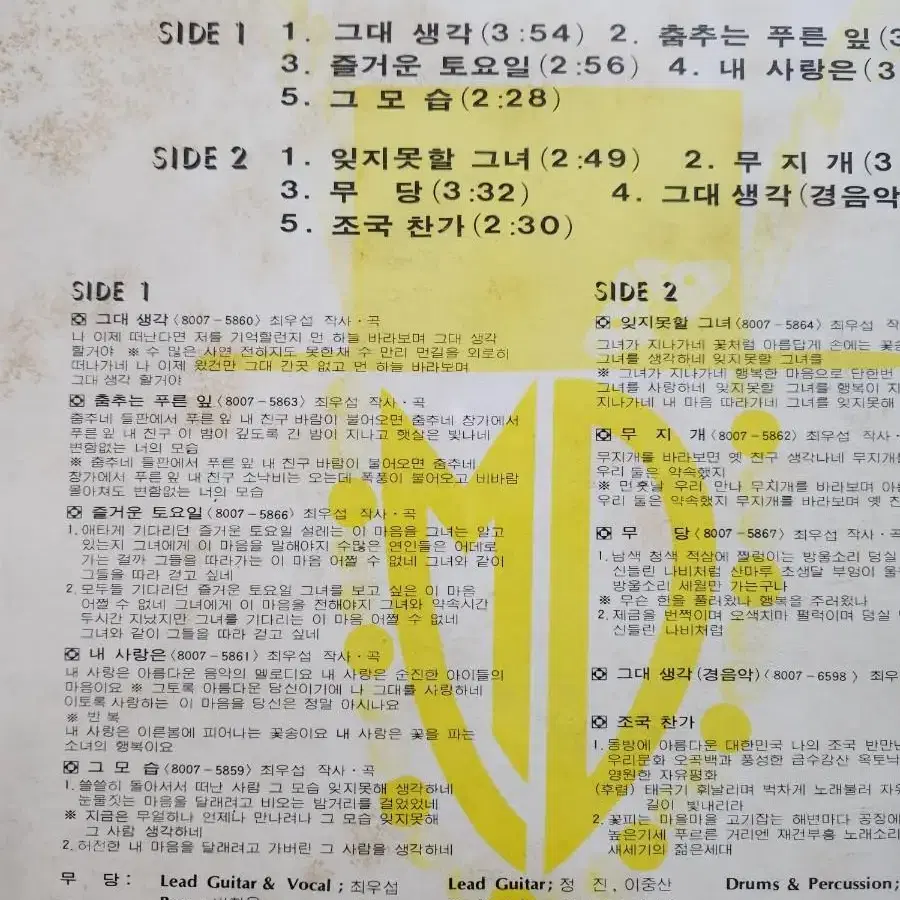 SIDE 1 1. 그대 생각(3:54) 2. 춤추는 푸른 잎(3
3. 즐거운 토요일(2:56) 4. 내 사랑은(3
5. 그 모 습(2:28)
SIDE 2 1. 잊지못할 그녀(2:49) 2. 무 지 개(3
3. 무 당(3:32) 4. 그대 생각(경음악
5. 조국 찬가(2:30)
SIDE 1
그대 생각〈8007-5860〉최우섭 작사·곡
나 이제 떠난다면 저를 기억할런지 먼 하늘 바라보며 그대 생각
할거야 ※ 수 많은 사연 전하지도 못한채 수 만리 먼길을 외로히
떠나가네 나 이제 왔건만 그대 간곳 없고 먼 하늘 바라보며
그대 생각 할거야
춤추는 푸른 잎〈8007-5863〉최우섭 작사·곡
춤추네 들판에서 푸른 잎 내 친구 바람이 불어오면 춤추네 창가에서
푸른 잎 내 친구 이 밤이 깊도록 긴 밤이 지나고 햇살은 빛나네
변함없는 너의 모습
※ 춤추네 들판에서 푸른 잎 내 친구 바람이 불어오면 춤추네
창가에서 푸른 잎 내 친구 소낙비는 오는데 폭풍이 불어오고 비바람
몰아쳐도 변함없는 너의 모습
즐거운 토요일〈8007-5866〉최우섭 작사·곡
1. 애타게 기다리던 즐거운 토요일 설레는 이 마음을 그녀는 알고
있는지 그녀에게 이 마음을 말해야지 수많은 연인들은 어데로
가는 걸까 그들을 따라가는 이 마음 어쩔 수 없네 그녀와 같이
그들을 따라 걷고 싶네
2. 모두들 기다리던 즐거운 토요일 그녀를 보고 싶은 이 마음
어쩔 수 없네 그녀에게 이 마음을 전해야지 그녀와 약속시간
두시간 지났지만 그녀를 기다리는 이 마음 어쩔 수 없네
그녀와 같이 그들을 따라 걷고 싶네
내 사랑은〈8007-5861〉최우섭 작사·곡
내 사랑은 아름다운 음악의 멜로디요 내 사랑은 순진한 아이들의
마음이요 ※ 그토록 아름다운 당신이기에 나 그대를 사랑하네
이토록 사랑하는 이 마음을 당신은 정말 아시나요
※ 반 복
내 사랑은 이른봄에 피어나는 꽃송이요 내 사랑은 꽃을 파는
소녀의 행복이요
그 모 습〈8007-5859〉최우섭 작사·곡
1. 쓸쓸히 돌아서서 떠난 사람 그 모습 잊지못해 생각하네
눈물짓는 마음을 달래려고 비오는 밤거리를 걸었었네
※ 지금은 무얼하나 언제나 만나려나 그 모습 잊지못해
그 사람 생각하네
2. 허전한 내 마음을 달래려고 가버린 그 사람을 생각하네
SIDE 2
잊지못할 그녀〈8007-5864〉최우섭 작
그녀가 지나가네 꽃처럼 아름답게 손에는 꽃송
그녀를 생각하네 잊지못할 그녀를
※ 그녀가 지나가네 행복한 마음으로 단한번
그녀를 사랑하네 잊지못할 그녀를 행복이 지
지나가네 내 마음 따라가네 그녀를 잊지못해
무 지 개〈8007-5862〉최우섭 작사·
무지개를 바라보면 옛 친구 생각나네 무지개를
우리 둘은 약속했지
※ 먼훗날 우리 만나 무지개를 바라보며 아름
우리 둘은 약속했지 무지개를 바라보며 옛 친
무 당〈8007-5867〉최우섭 작사·곡
1. 남색 청색 적삼에 쩔렁이는 방울소리 덩실
신들린 나비처럼 산마루 초생달 부엉이 울
방울소리 세월만 가는구나
※ 무슨 한을 풀러왔나 행복을 주러왔나
2. 제금을 번쩍이며 오색치마 펄럭이며 덩실
신들린 나비처럼
그대 생각(경음악)〈8007-6598〉최우
조국 찬가
1. 동방에 아름다운 대한민국 나의 조국 반만년
우리문화 오곡백과 풍성한 금수강산 옥토낙
영원한 자유평화
(후렴) 태극기 휘날리며 벅차게 노래불러 자유
길이 빛내리라
2. 꽃피는 마을마을 고기잡는 해변마다 공장에
높은기세 푸르른 거리엔 재건부흥 노래소리
새세기의 젊은세대
무 당: Lead Guitar & Vocal; 최우섭 Lead Guitar; 정 진, 이중산 Drums & Percussion;